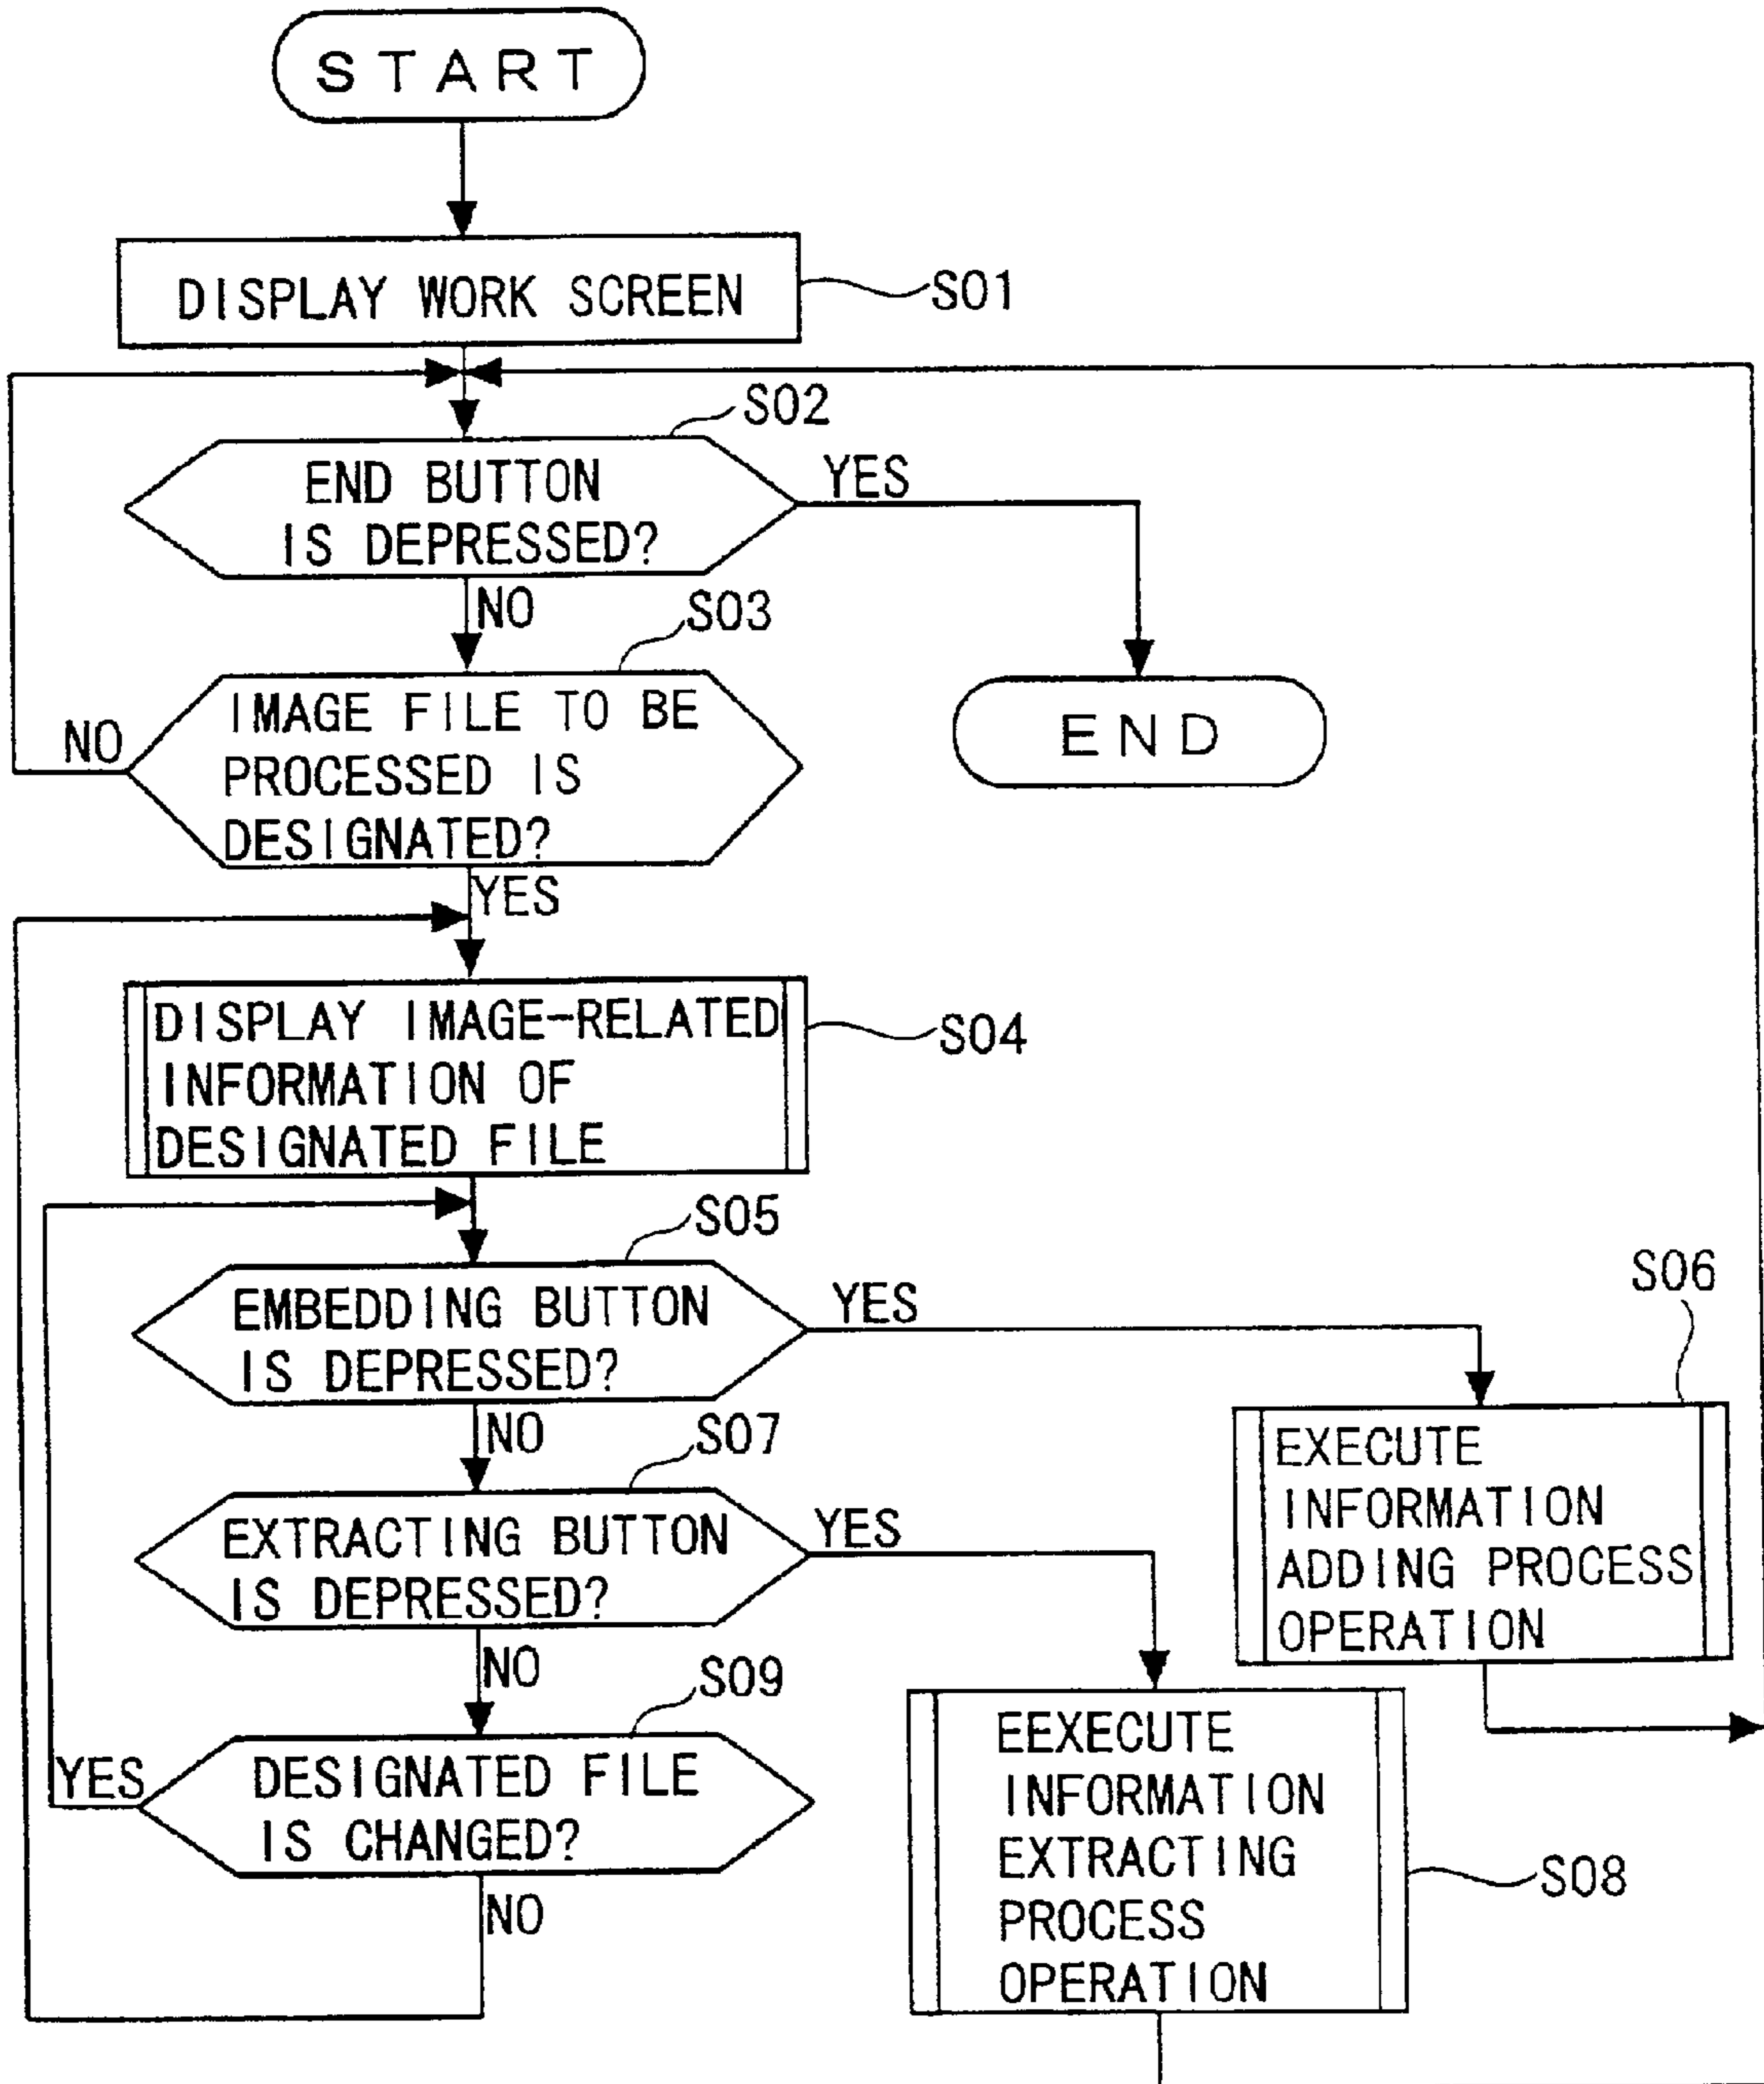 START
DISPLAY WORK SCREEN
S01
S02
END BUTTON
IS DEPRESSED?
YES
NO
S03
IMAGE FILE TO BE
PROCESSED IS
DESIGNATED?
NO
END
YES
DISPLAY IMAGE-RELATED
INFORMATION OF
DESIGNATED FILE
S04
S05
EMBEDDING BUTTON
IS DEPRESSED?
YES
S06
EXECUTE
INFORMATION
ADDING PROCESS
OPERATION
NO
S07
EXTRACTING BUTTON
IS DEPRESSED?
YES
NO
S09
DESIGNATED FILE
IS CHANGED?
YES
NO
EEXECUTE
INFORMATION
EXTRACTING
PROCESS
OPERATION
S08